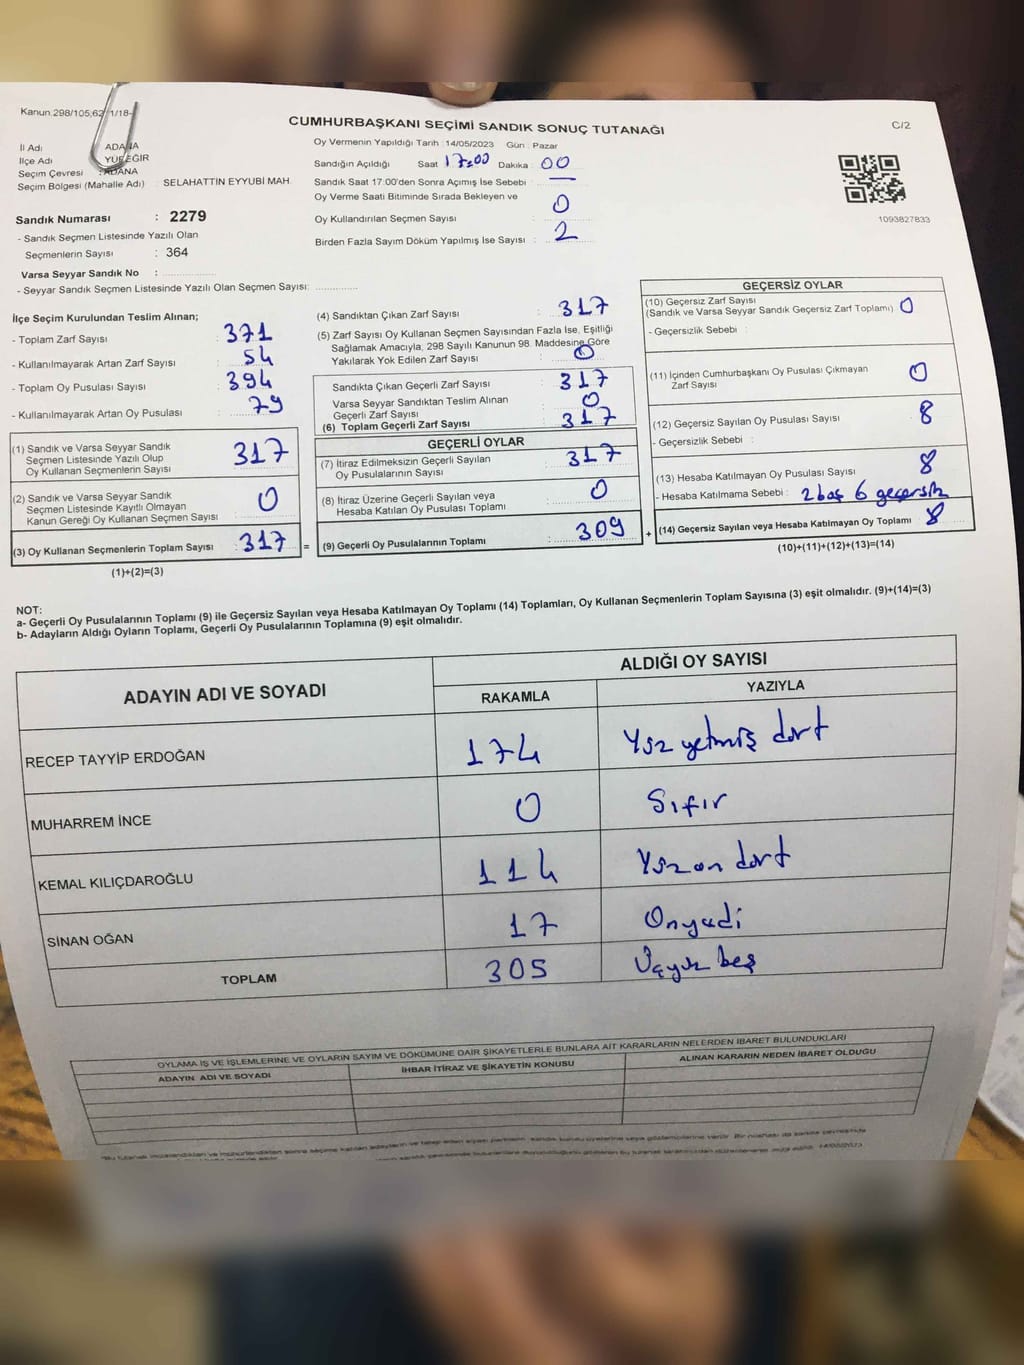 Kanun.298/105;62 1/18-
CUMHURBAŞKANI SEÇİMİ SANDIK SONUÇ TUTANAĞI
C/2
İl Adı ADANA
İlçe Adı YÜREĞİR
Seçim Çevresi : ADANA
Seçim Bölgesi (Mahalle Adı) : SELAHATTİN EYYUBİ MAH.
Sandık Numarası : 2279
- Sandık Seçmen Listesinde Yazılı Olan
Seçmenlerin Sayısı : 364
Varsa Seyyar Sandık No :
- Seyyar Sandık Seçmen Listesinde Yazılı Olan Seçmen Sayısı:
Oy Vermenin Yapıldığı Tarih :14/05/2023 Gün : Pazar
Sandığın Açıldığı Saat 17:00 Dakika : 00
Sandık Saat 17:00'den Sonra Açımış İse Sebebi : —
Oy Verme Saati Bitiminde Sırada Bekleyen ve
Oy Kullandırılan Seçmen Sayısı : 0
Birden Fazla Sayım Döküm Yapılmış İse Sayısı : 2
1093827833
İlçe Seçim Kurulundan Teslim Alınan;
- Toplam Zarf Sayısı : 371
- Kullanılmayarak Artan Zarf Sayısı : 54
- Toplam Oy Pusulası Sayısı : 394
- Kullanılmayarak Artan Oy Pusulası : 79
(1) Sandık ve Varsa Seyyar Sandık
Seçmen Listesinde Yazılı Olup
Oy Kullanan Seçmenlerin Sayısı : 317
(2) Sandık ve Varsa Seyyar Sandık
Seçmen Listesinde Kayıtlı Olmayan
Kanun Gereği Oy Kullanan Seçmen Sayısı : 0
(3) Oy Kullanan Seçmenlerin Toplam Sayısı : 317 =
(1)+(2)=(3)
(4) Sandıktan Çıkan Zarf Sayısı : 317
(5) Zarf Sayısı Oy Kullanan Seçmen Sayısından Fazla İse, Eşitliği
Sağlamak Amacıyla, 298 Sayılı Kanunun 98. Maddesine Göre
Yakılarak Yok Edilen Zarf Sayısı : 0
Sandıkta Çıkan Geçerli Zarf Sayısı : 317
Varsa Seyyar Sandıktan Teslim Alınan
Geçerli Zarf Sayısı : 0
(6) Toplam Geçerli Zarf Sayısı : 317
GEÇERLİ OYLAR
(7) İtiraz Edilmeksizin Geçerli Sayılan
Oy Pusulalarının Sayısı : 317
(8) İtiraz Üzerine Geçerli Sayılan veya
Hesaba Katılan Oy Pusulası Toplamı : 0
(9) Geçerli Oy Pusulalarının Toplamı : 309 +
GEÇERSİZ OYLAR
(10) Geçersiz Zarf Sayısı
(Sandık ve Varsa Seyyar Sandık Geçersiz Zarf Toplamı) : 0
- Geçersizlik Sebebi :
(11) İçinden Cumhurbaşkanı Oy Pusulası Çıkmayan
Zarf Sayısı : 0
(12) Geçersiz Sayılan Oy Pusulası Sayısı : 8
- Geçersizlik Sebebi :
(13) Hesaba Katılmayan Oy Pusulası Sayısı : 8
- Hesaba Katılmama Sebebi : 2 boş 6 geçersiz
(14) Geçersiz Sayılan veya Hesaba Katılmayan Oy Toplamı : 8
(10)+(11)+(12)+(13)=(14)
NOT:
a- Geçerli Oy Pusulalarının Toplamı (9) ile Geçersiz Sayılan veya Hesaba Katılmayan Oy Toplamı (14) Toplamları, Oy Kullanan Seçmenlerin Toplam Sayısına (3) eşit olmalıdır. (9)+(14)=(3)
b- Adayların Aldığı Oyların Toplamı, Geçerli Oy Pusulalarının Toplamına (9) eşit olmalıdır.
ADAYIN ADI VE SOYADI
ALDIĞI OY SAYISI
RAKAMLA YAZIYLA
RECEP TAYYİP ERDOĞAN 174 Yüz yetmiş dört
MUHARREM İNCE 0 Sıfır
KEMAL KILIÇDAROĞLU 114 Yüz on dört
SİNAN OĞAN 17 Onyedi
TOPLAM 305 Üçyüz beş
OYLAMA İŞ VE İŞLEMLERİNE VE OYLARIN SAYIM VE DÖKÜMÜNE DAİR ŞİKAYETLERLE BUNLARA AİT KARARLARIN NELERDEN İBARET BULUNDUKLARI
ADAYIN ADI VE SOYADI İHBAR İTİRAZ VE ŞİKAYETİN KONUSU ALINAN KARARIN NEDEN İBARET OLDUĞU